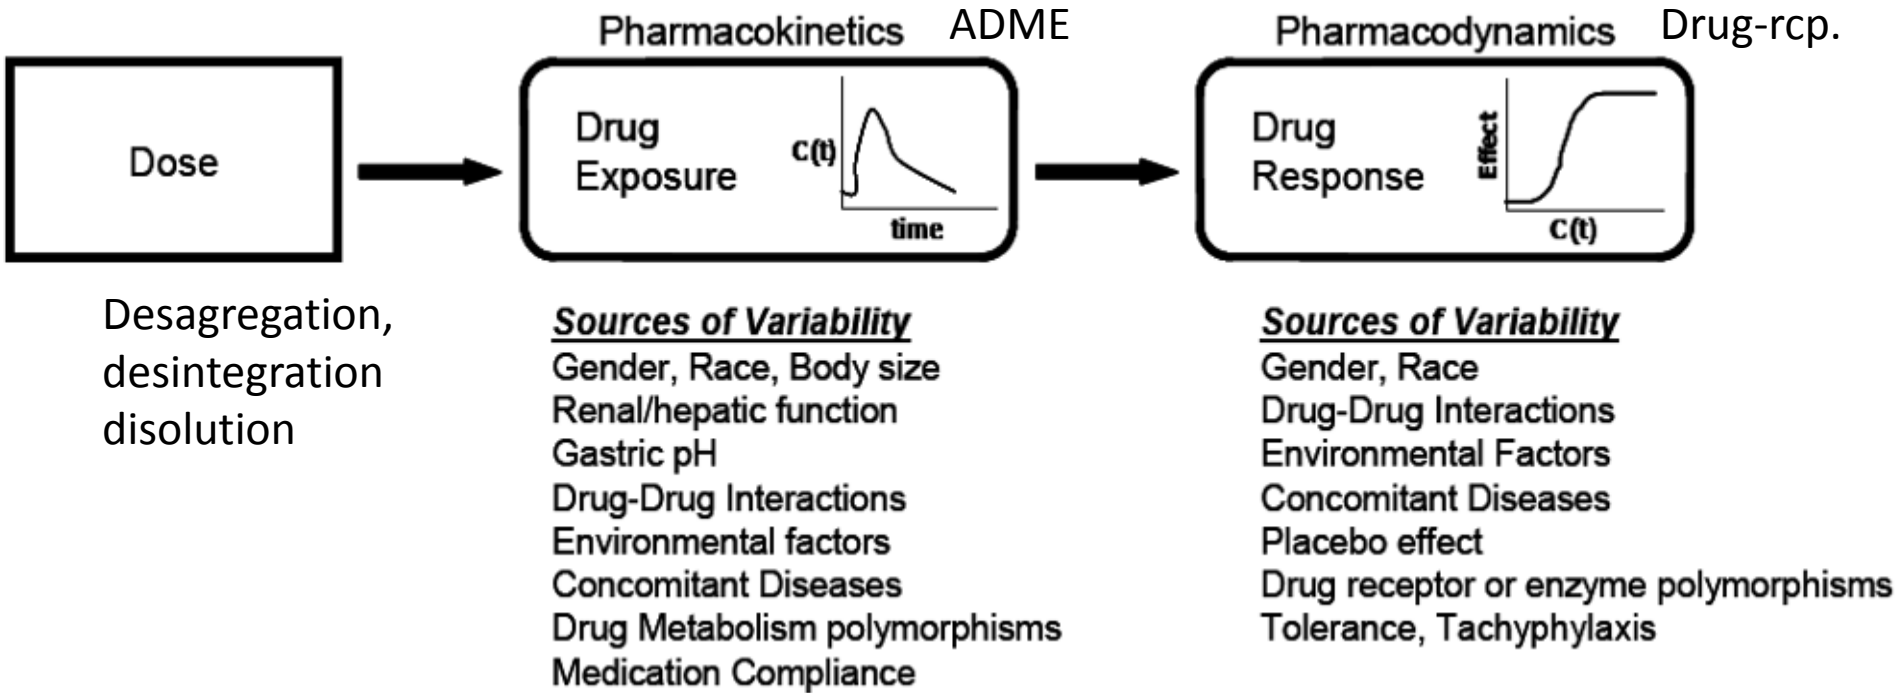 Pharmacokinetics ADME
Pharmacodynamics Drug-rcp.
Dose
Drug
Exposure
C(t)
time
Drug
Response
Effect
C(t)
Desagregation,
desintegration
disolution
Sources of Variability
Gender, Race, Body size
Renal/hepatic function
Gastric pH
Drug-Drug Interactions
Environmental factors
Concomitant Diseases
Drug Metabolism polymorphisms
Medication Compliance
Sources of Variability
Gender, Race
Drug-Drug Interactions
Environmental Factors
Concomitant Diseases
Placebo effect
Drug receptor or enzyme polymorphisms
Tolerance, Tachyphylaxis